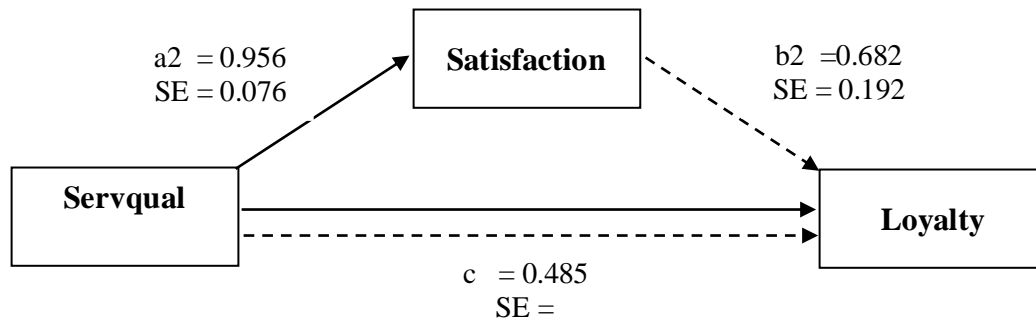 a2 = 0.956
SE = 0.076
Satisfaction
b2 =0.682
SE = 0.192
Servqual
Loyalty
c = 0.485
SE =